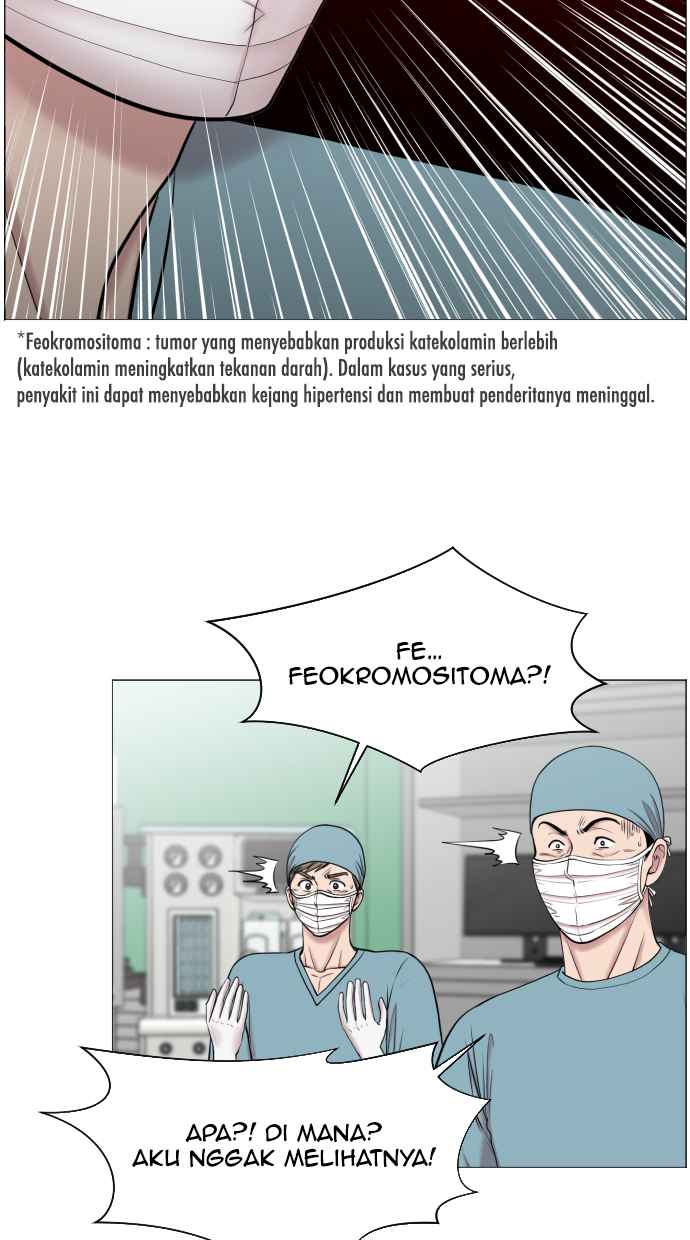 *Feokromositoma : tumor yang menyebabkan produksi katekolamin berlebih
(katekolamin meningkatkan tekanan darah). Dalam kasus yang serius,
penyakit ini dapat menyebabkan kejang hipertensi dan membuat penderitanya meninggal.
FE...
FEOKROMOSITOMA?!
APA?! DI MANA?
AKU NGGAK MELIHATNYA!